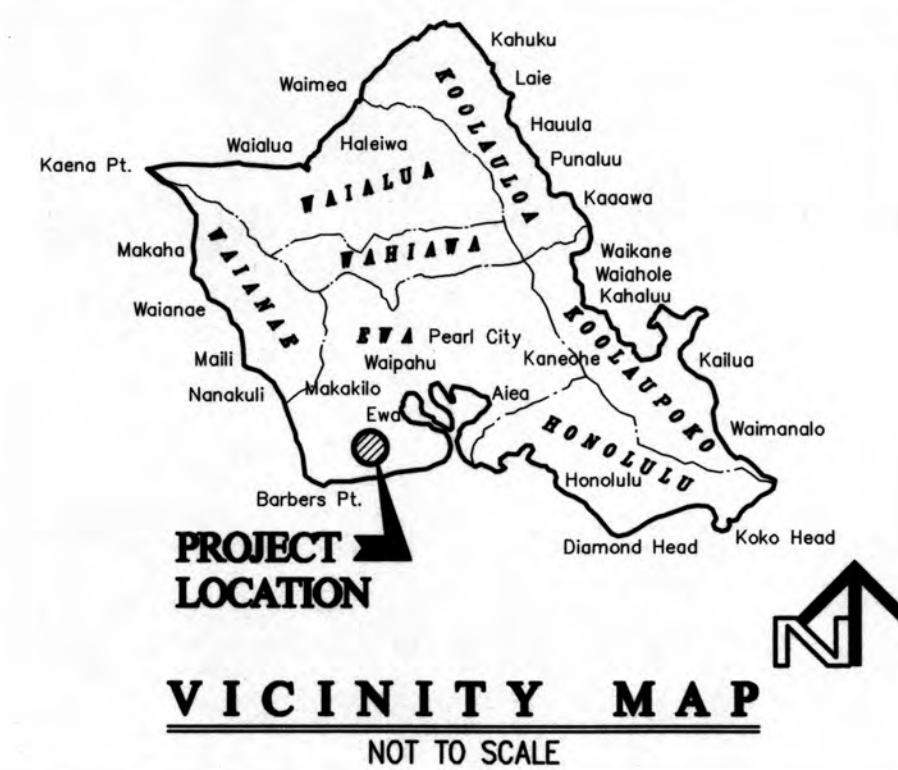 Kahuku
Waimea
Laie
KOOLAULOA
Hauula
Waialua
Haleiwa
Punaluu
Kaena Pt.
WAIALUA
Kaaawa
Makaha
WAIANAE
WAHIAWA
Waikane
Waiahole
Kahaluu
Waianae
EWA Pearl City
KOOLAUPOKO
Maili
Waipahu
Kaneohe
Kailua
Nanakuli
Makakilo
Aiea
Ewa
HONOLULU
Waimanalo
Barbers Pt.
Honolulu
Diamond Head
Koko Head
PROJECT
LOCATION
N
VICINITY MAP
NOT TO SCALE